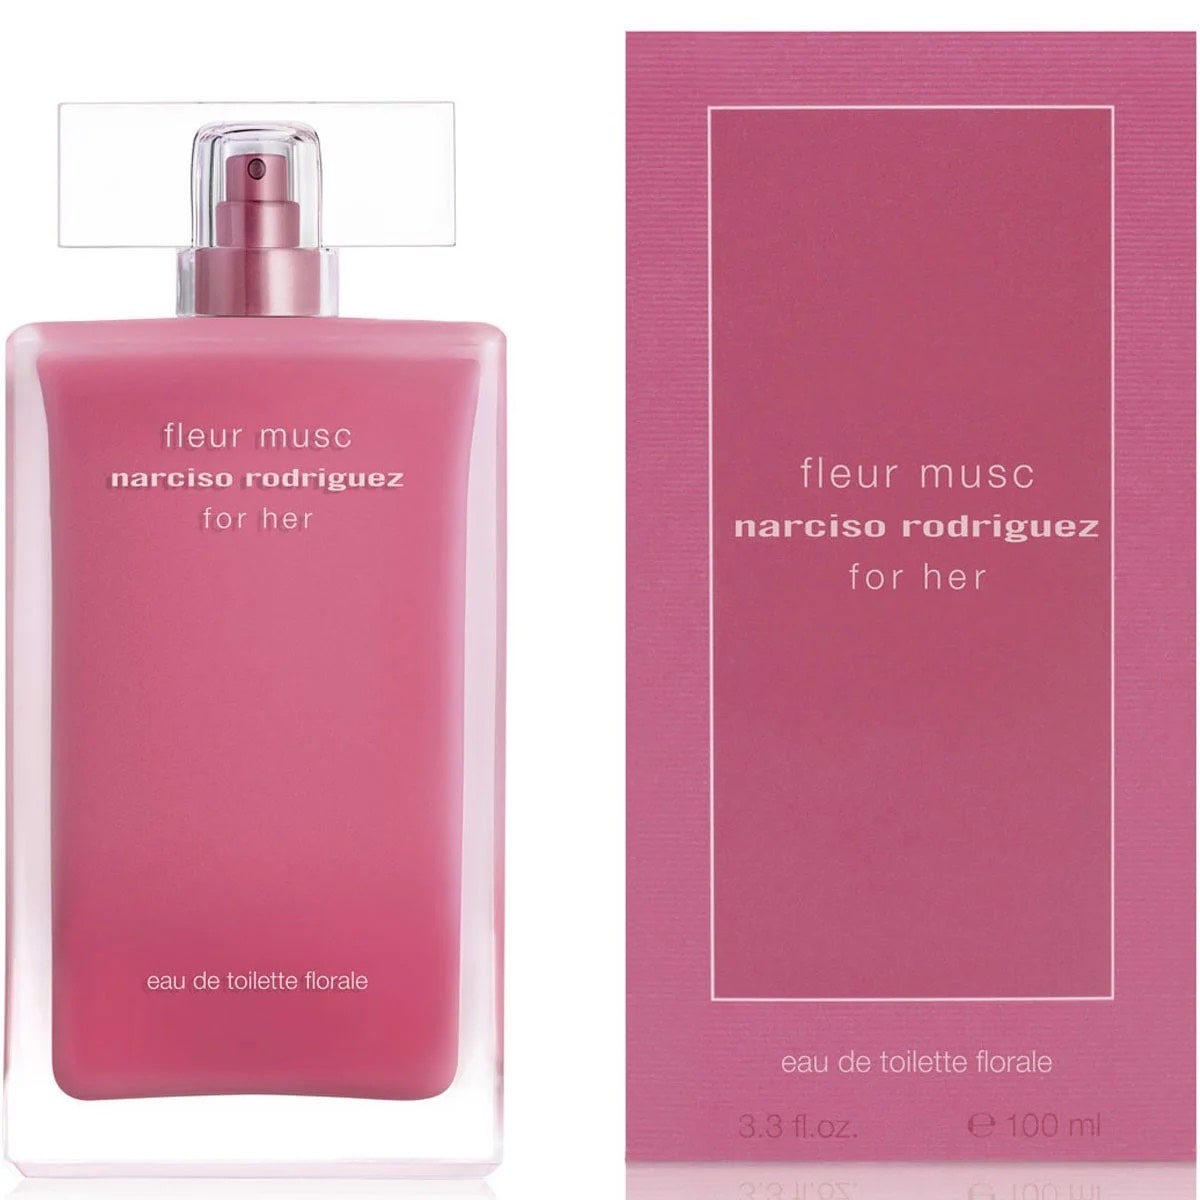 fleur musc
narciso rodriguez
for her
eau de toilette florale
fleur musc
narciso rodriguez
for her
eau de toilette florale
3.3 fl.oz. ℮ 100 ml